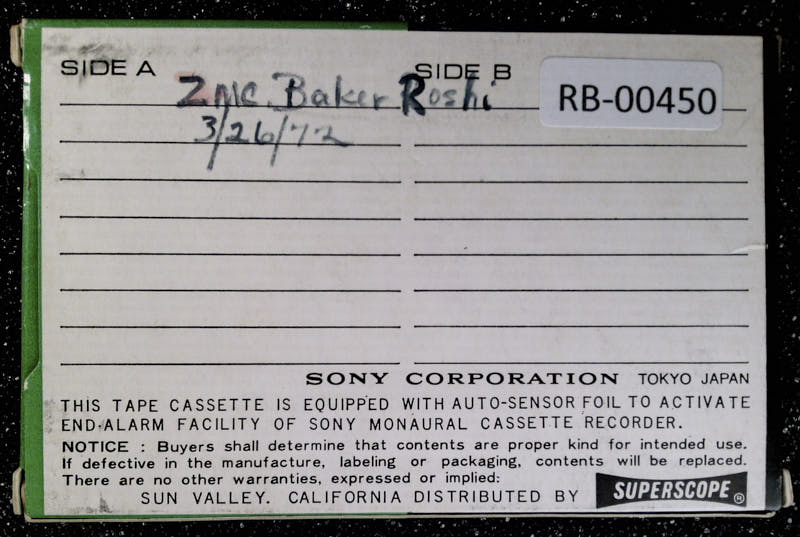 SIDE A SIDE B
ZMC. Baker Roshi RB-00450
3/26/72
SONY CORPORATION TOKYO JAPAN
THIS TAPE CASSETTE IS EQUIPPED WITH AUTO-SENSOR FOIL TO ACTIVATE
END-ALARM FACILITY OF SONY MONAURAL CASSETTE RECORDER.
NOTICE : Buyers shall determine that contents are proper kind for intended use.
If defective in the manufacture, labeling or packaging, contents will be replaced.
There are no other warranties, expressed or implied:
SUN VALLEY. CALIFORNIA DISTRIBUTED BY SUPERSCOPE ®